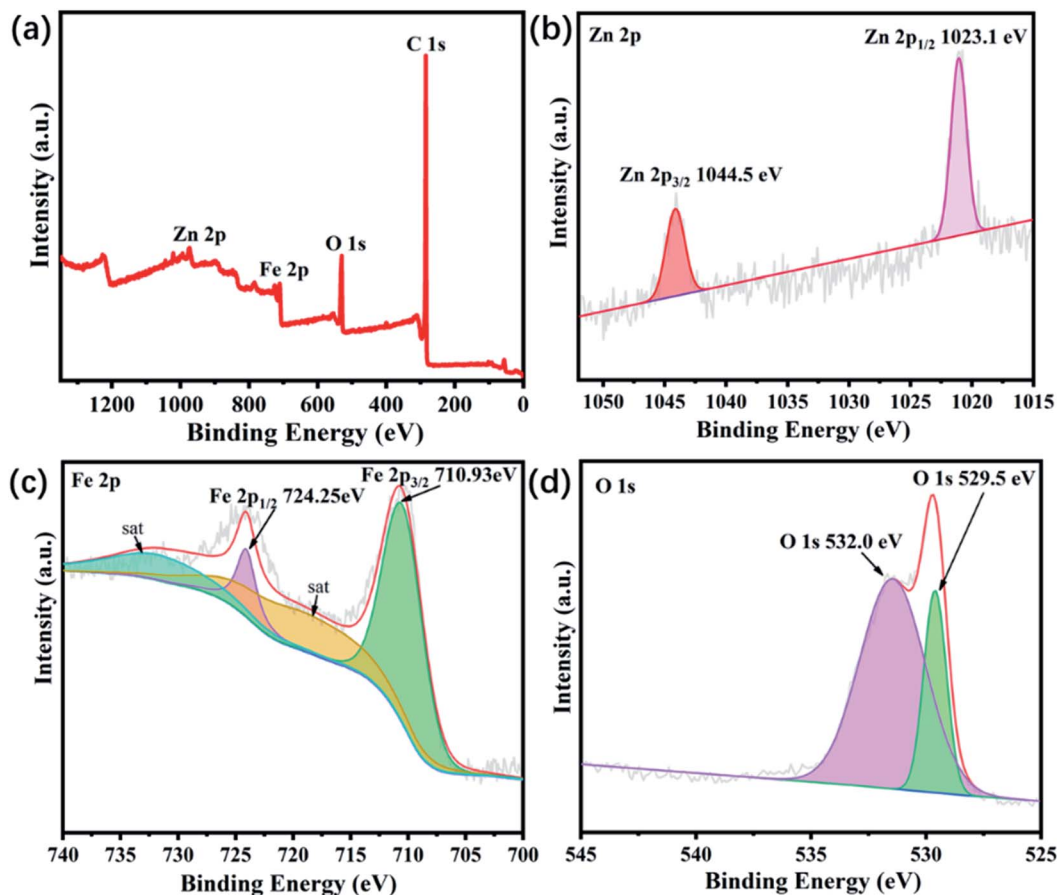 (a)
C 1s
Zn 2p
O 1s
Fe 2p
Intensity (a.u.)
1200 1000 800 600 400 200 0
Binding Energy (eV)
(b)
Zn 2p
Zn 2p1/2 1023.1 eV
Zn 2p3/2 1044.5 eV
Intensity (a.u.)
1050 1045 1040 1035 1030 1025 1020 1015
Binding Energy (eV)
(c)
Fe 2p
Fe 2p3/2 710.93eV
Fe 2p1/2 724.25eV
sat
sat
Intensity (a.u.)
740 735 730 725 720 715 710 705 700
Binding Energy (eV)
(d)
O 1s
O 1s 529.5 eV
O 1s 532.0 eV
Intensity (a.u.)
545 540 535 530 525
Binding Energy (eV)